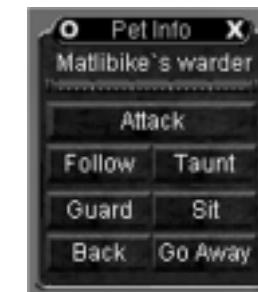 O Pet Info X
Matlibike`s warder
Attack
Follow Taunt
Guard Sit
Back Go Away